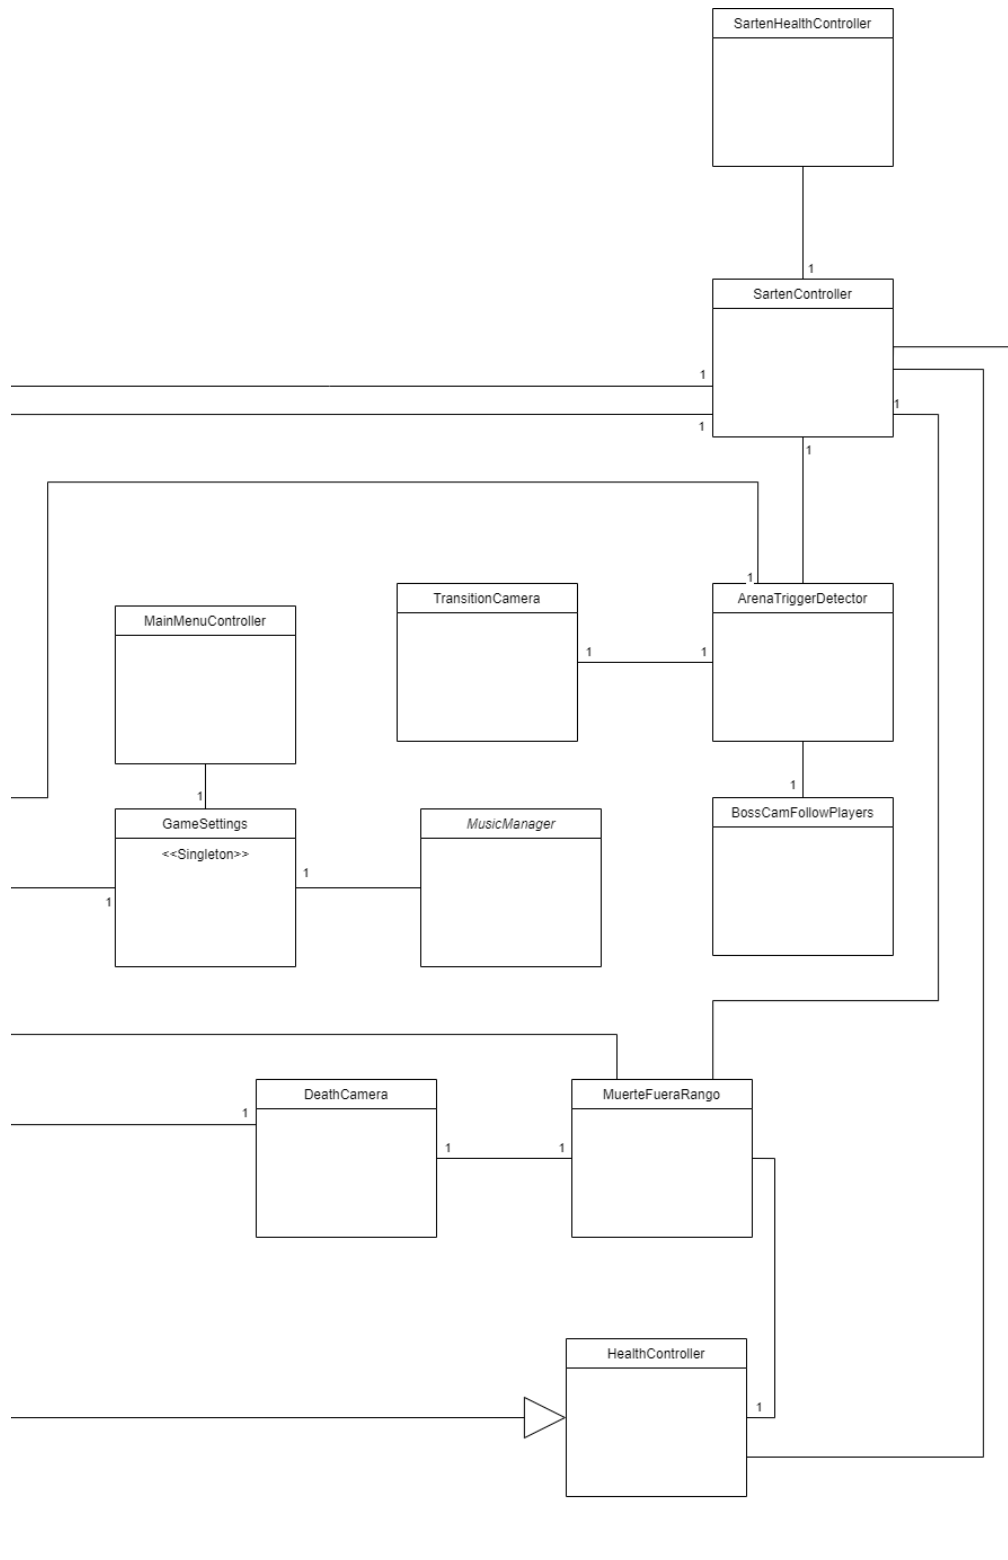 SartenHealthController
1
SartenController
1
1
1
1
1
TransitionCamera
ArenaTriggerDetector
MainMenuController
1
1
1
1
GameSettings
<<Singleton>>
MusicManager
BossCamFollowPlayers
1
1
DeathCamera
MuerteFueraRango
1
1
1
HealthController
1